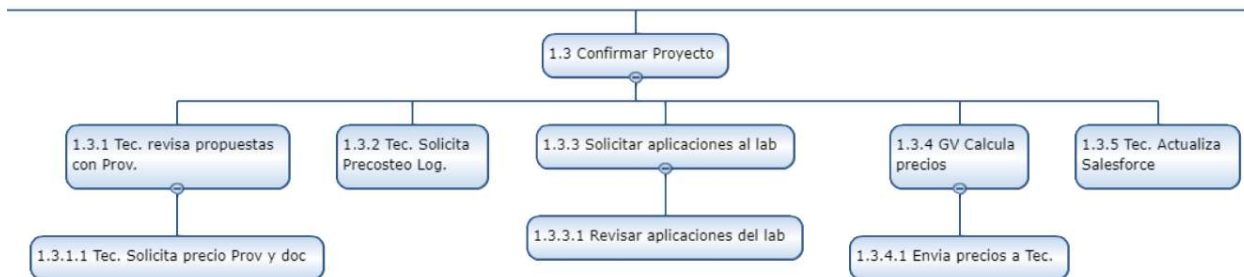 1.3 Confirmar Proyecto
1.3.1 Tec. revisa propuestas
con Prov.
1.3.2 Tec. Solicita
Precosteo Log.
1.3.3 Solicitar aplicaciones al lab
1.3.4 GV Calcula
precios
1.3.5 Tec. Actualiza
Salesforce
1.3.1.1 Tec. Solicita precio Prov y doc
1.3.3.1 Revisar aplicaciones del lab
1.3.4.1 Envia precios a Tec.